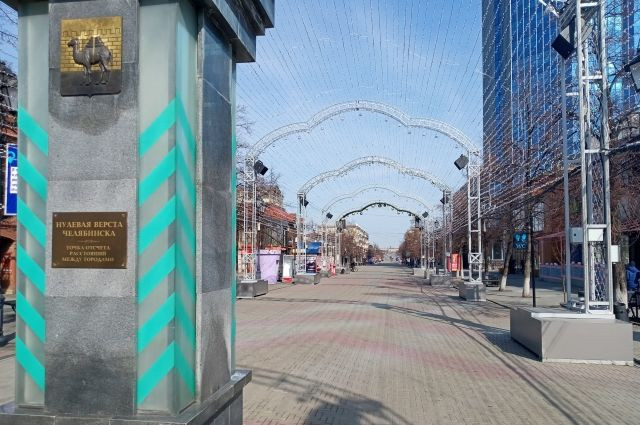 НУЛЕВАЯ ВЕРСТА
ЧЕЛЯБИНСКА
ТОЧКА ОТСЧЕТА
РАССТОЯНИЙ
МЕЖДУ ГОРОДАМИ